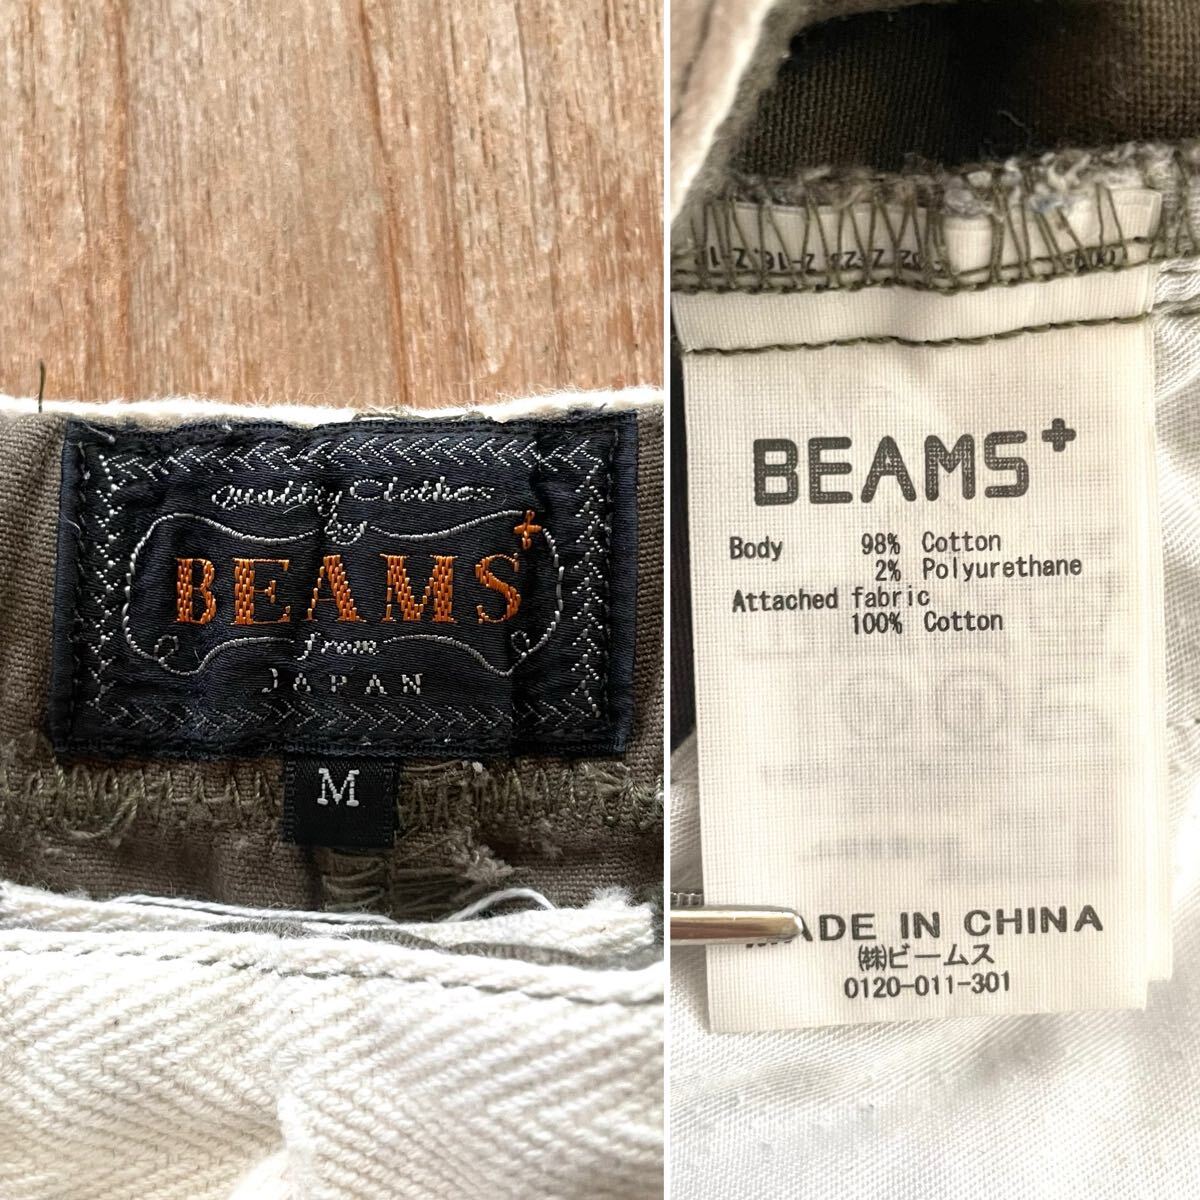 Quality Clothes
by
BEAMS+
from
JAPAN
M
BEAMS+
Body 98% Cotton
2% Polyurethane
Attached fabric
100% Cotton
MADE IN CHINA
㈱ビームス
0120-011-301